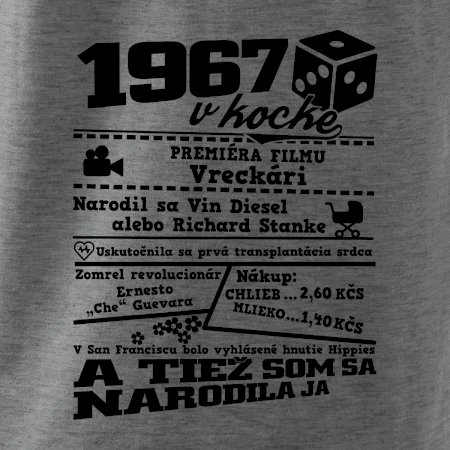 1967
v kocke
PREMIÉRA FILMU
Vreckári
Narodil sa Vin Diesel
alebo Richard Stanke
Uskutočnila sa prvá transplantácia srdca
Zomrel revolucionár
Ernesto
„Che" Guevara
Nákup:
CHLIEB...2,60 KČS
MLIEKO...1,40 KČS
V San Franciscu bolo vyhlásené hnutie Hippies
A TIEŽ SOM SA
NARODILA JA